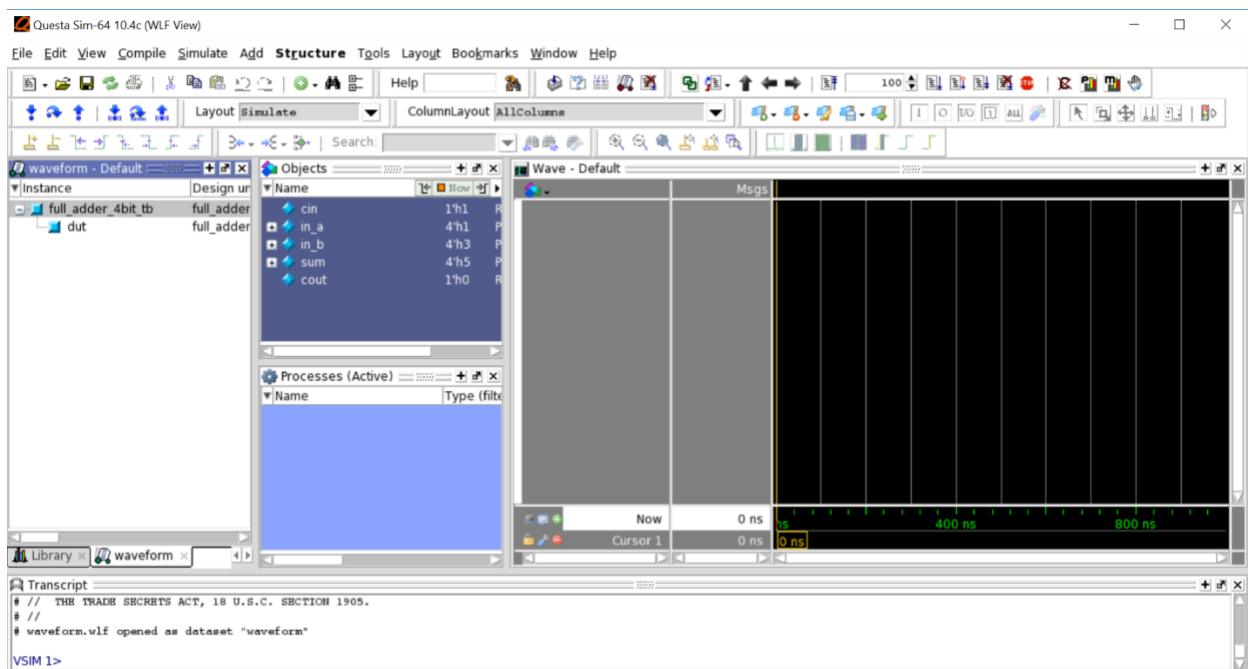 Questa Sim-64 10.4c (WLF View)
File Edit View Compile Simulate Add Structure Tools Layout Bookmarks Window Help
Help 100
Layout Simulate ColumnLayout AllColumns
Search:
waveform - Default
Instance Design un
full_adder_4bit_tb full_adder
dut full_adder
Objects
Name Now
cin 1'h1 R
in_a 4'h1 P
in_b 4'h3 P
sum 4'h5 P
cout 1'h0 R
Processes (Active)
Name Type (filte
Wave - Default
Msgs
Now 0 ns ns 400 ns 800 ns
Cursor 1 0 ns 0 ns
Library waveform
Transcript
# // THE TRADE SECRETS ACT, 18 U.S.C. SECTION 1905.
# //
# waveform.wlf opened as dataset "waveform"
VSIM 1>